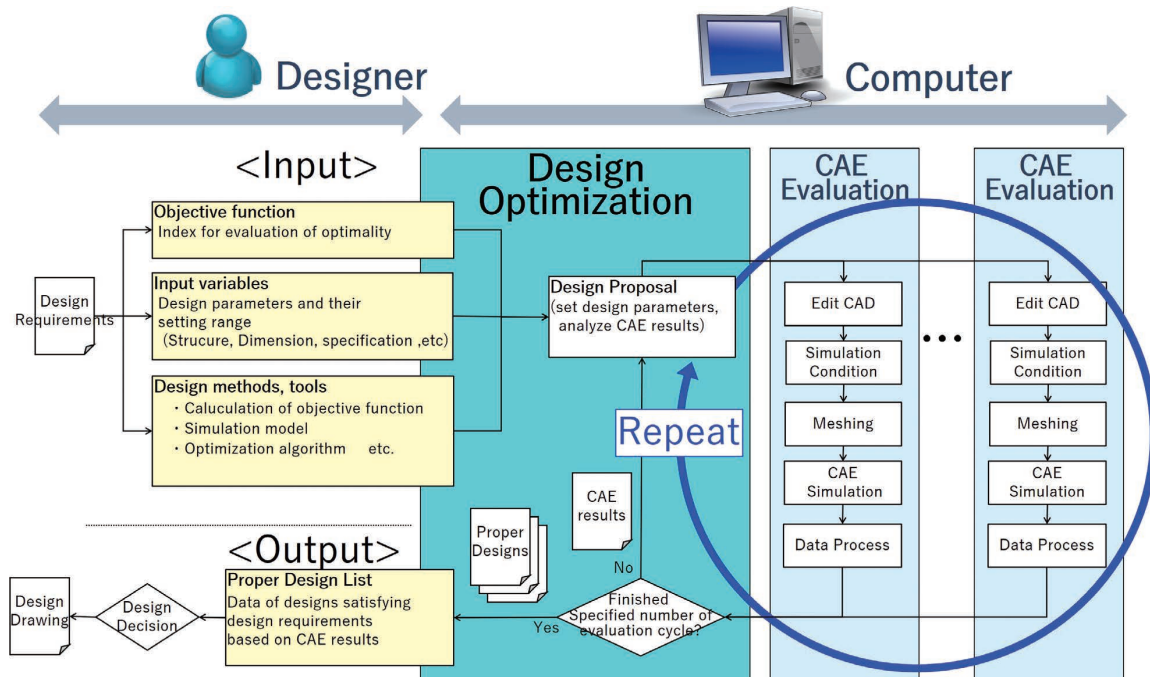 Designer
Computer
<Input>
Design
Optimization
CAE
Evaluation
CAE
Evaluation
Design
Requirements
Objective function
Index for evaluation of optimality
Input variables
Design parameters and their
setting range
(Strucure, Dimension, specification ,etc)
Design methods, tools
・Caluculation of objective function
・Simulation model
・Optimization algorithm etc.
Design Proposal
(set design parameters,
analyze CAE results)
Repeat
Edit CAD
Simulation
Condition
Meshing
CAE
Simulation
Data Process
•••
Edit CAD
Simulation
Condition
Meshing
CAE
Simulation
Data Process
CAE
results
No
Finished
Specified number of
evaluation cycle?
Yes
Proper
Designs
<Output>
Proper Design List
Data of designs satisfying
design requirements
based on CAE results
Design
Decision
Design
Drawing